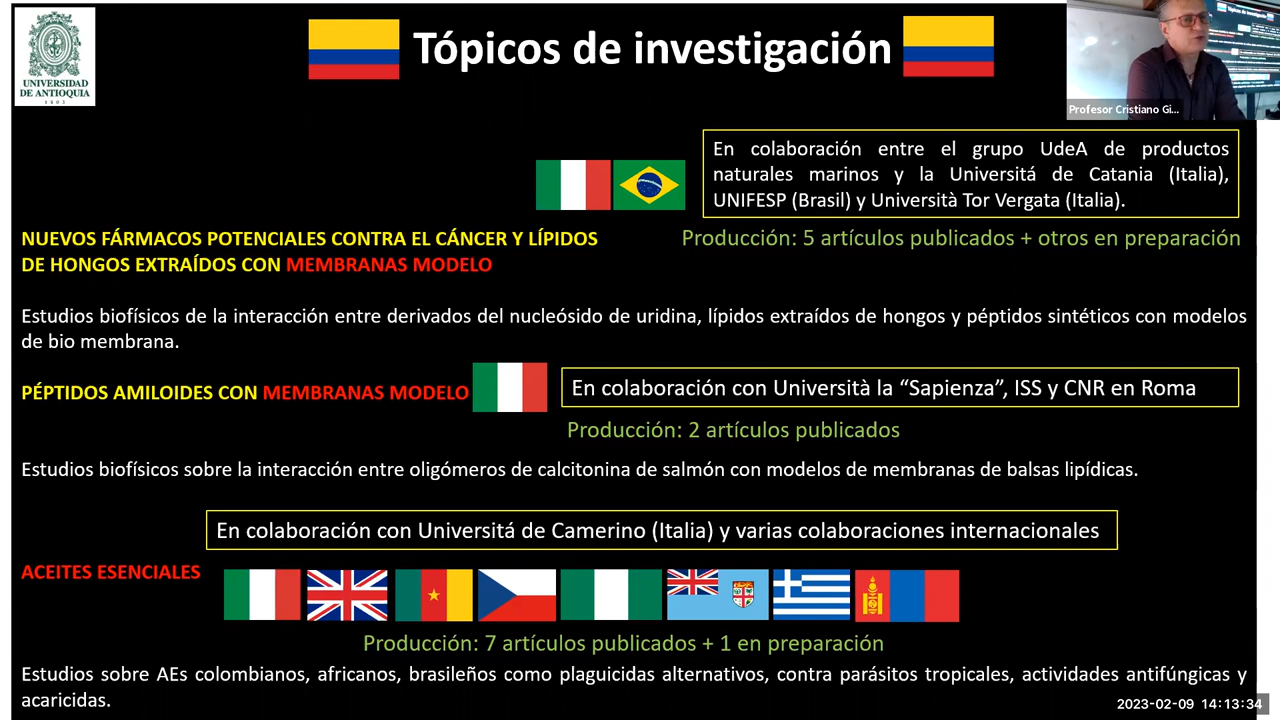 UNIVERSIDAD
DE ANTIOQUIA
1803
Tópicos de investigación
Profesor Cristiano Gi...
En colaboración entre el grupo UdeA de productos
naturales marinos y la Universitá de Catania (Italia),
UNIFESP (Brasil) y Università Tor Vergata (Italia).
NUEVOS FÁRMACOS POTENCIALES CONTRA EL CÁNCER Y LÍPIDOS
DE HONGOS EXTRAÍDOS CON MEMBRANAS MODELO
Producción: 5 artículos publicados + otros en preparación
Estudios biofísicos de la interacción entre derivados del nucleósido de uridina, lípidos extraídos de hongos y péptidos sintéticos con modelos
de bio membrana.
PÉPTIDOS AMILOIDES CON MEMBRANAS MODELO
En colaboración con Università la “Sapienza”, ISS y CNR en Roma
Producción: 2 artículos publicados
Estudios biofísicos sobre la interacción entre oligómeros de calcitonina de salmón con modelos de membranas de balsas lipídicas.
En colaboración con Universitá de Camerino (Italia) y varias colaboraciones internacionales
ACEITES ESENCIALES
Producción: 7 artículos publicados + 1 en preparación
Estudios sobre AEs colombianos, africanos, brasileños como plaguicidas alternativos, contra parásitos tropicales, actividades antifúngicas y
acaricidas.
2023-02-09 14:13:34